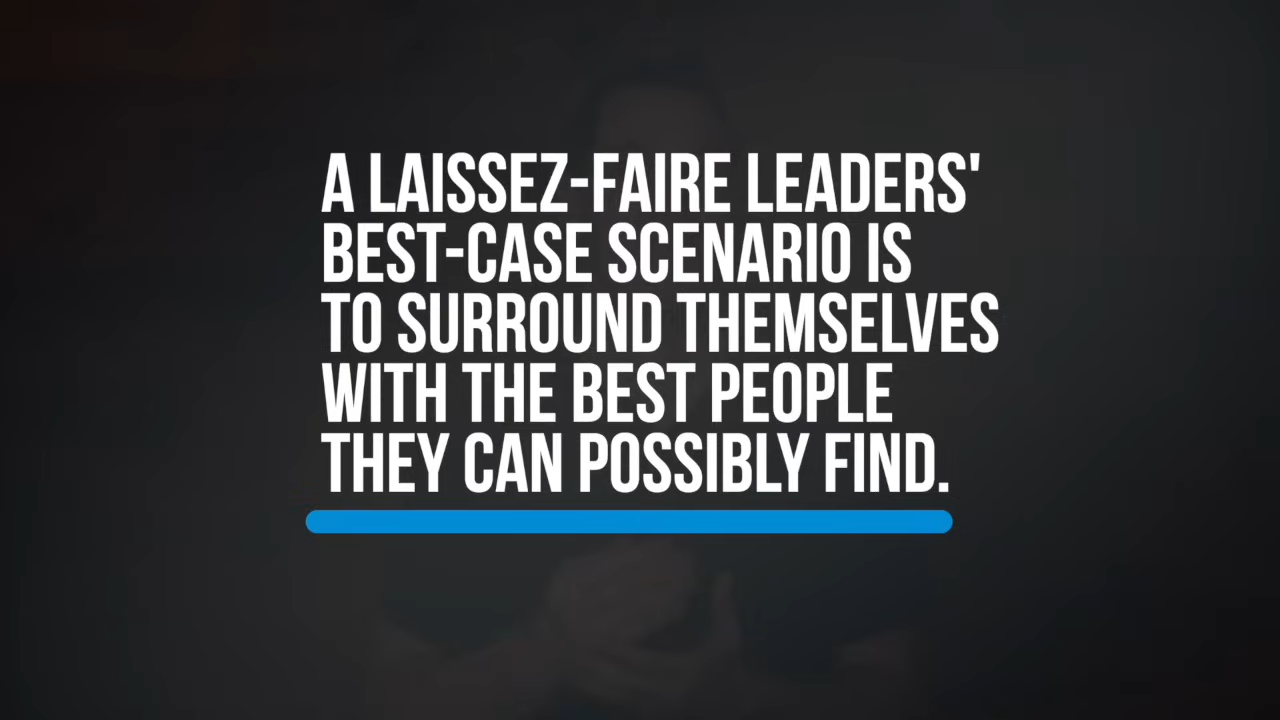 A LAISSEZ-FAIRE LEADERS'
BEST-CASE SCENARIO IS
TO SURROUND THEMSELVES
WITH THE BEST PEOPLE
THEY CAN POSSIBLY FIND.